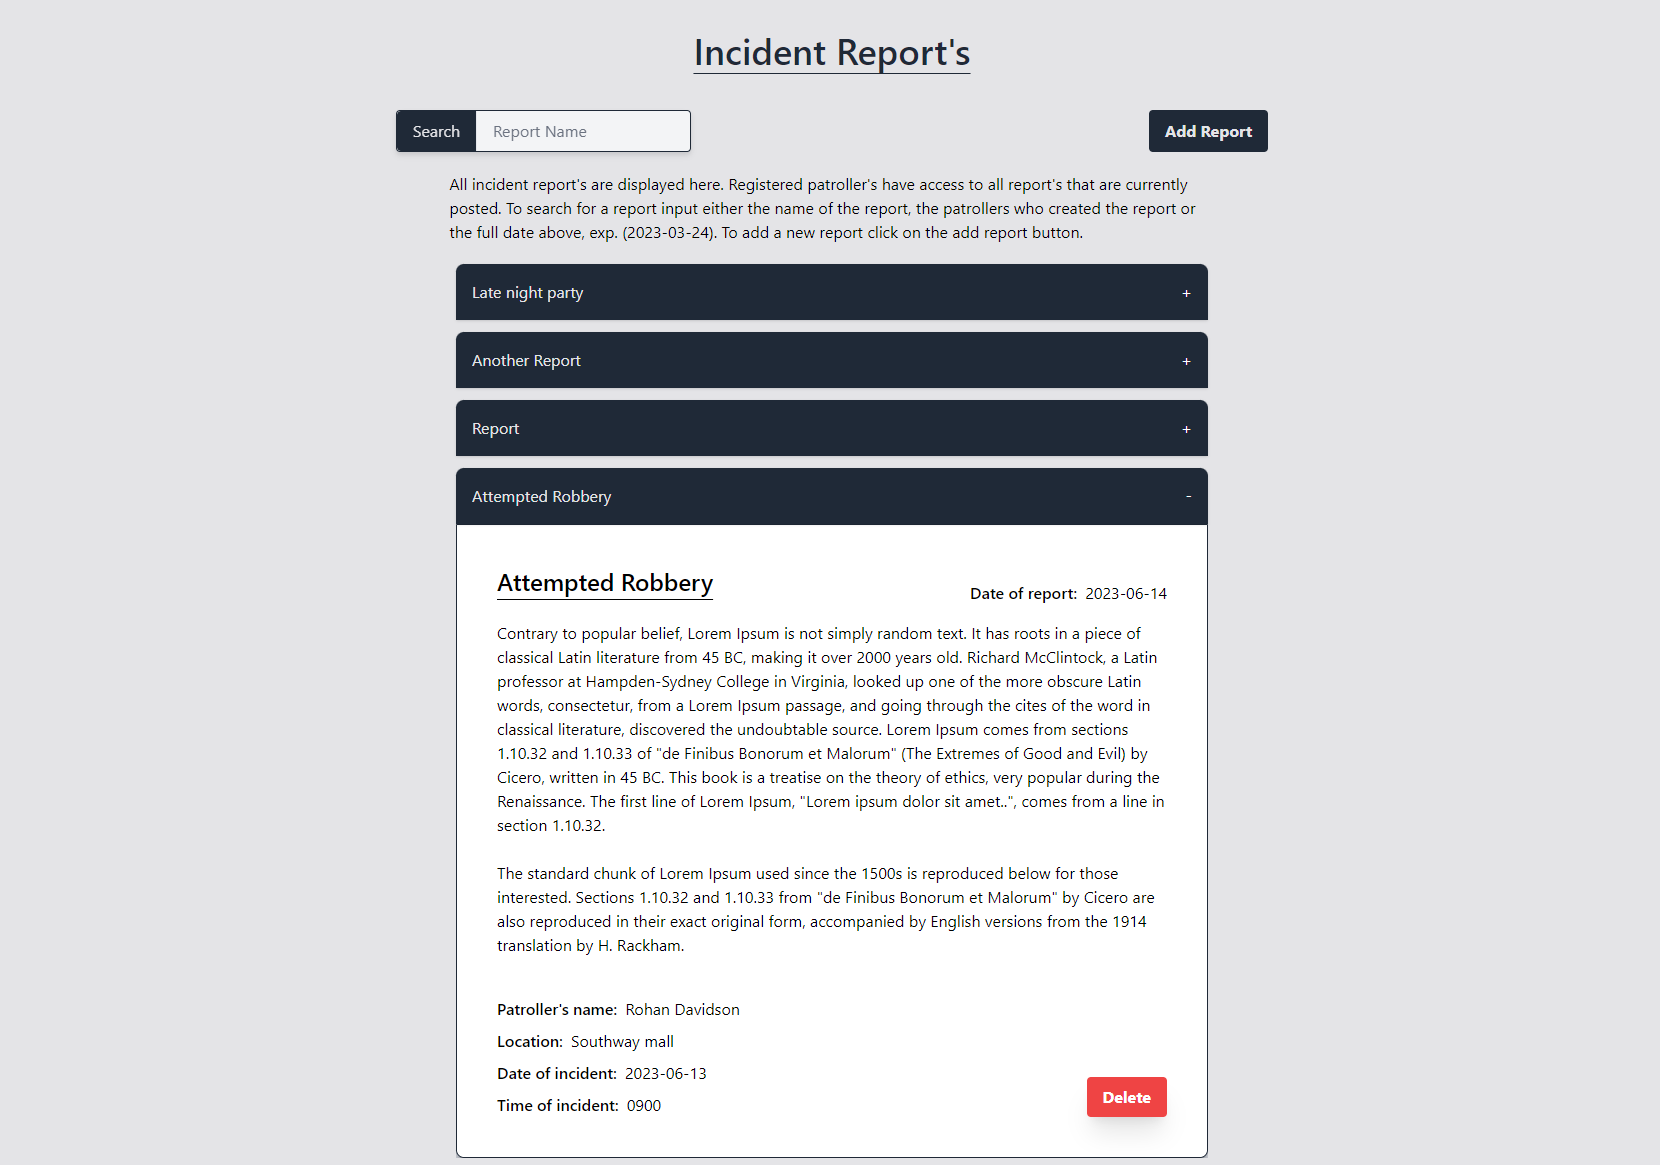 Incident Report's
Search
Report Name
Add Report
All incident report's are displayed here. Registered patroller's have access to all report's that are currently
posted. To search for a report input either the name of the report, the patrollers who created the report or
the full date above, exp. (2023-03-24). To add a new report click on the add report button.
Late night party +
Another Report +
Report +
Attempted Robbery -
Attempted Robbery
Date of report: 2023-06-14
Contrary to popular belief, Lorem Ipsum is not simply random text. It has roots in a piece of
classical Latin literature from 45 BC, making it over 2000 years old. Richard McClintock, a Latin
professor at Hampden-Sydney College in Virginia, looked up one of the more obscure Latin
words, consectetur, from a Lorem Ipsum passage, and going through the cites of the word in
classical literature, discovered the undoubtable source. Lorem Ipsum comes from sections
1.10.32 and 1.10.33 of "de Finibus Bonorum et Malorum" (The Extremes of Good and Evil) by
Cicero, written in 45 BC. This book is a treatise on the theory of ethics, very popular during the
Renaissance. The first line of Lorem Ipsum, "Lorem ipsum dolor sit amet..", comes from a line in
section 1.10.32.
The standard chunk of Lorem Ipsum used since the 1500s is reproduced below for those
interested. Sections 1.10.32 and 1.10.33 from "de Finibus Bonorum et Malorum" by Cicero are
also reproduced in their exact original form, accompanied by English versions from the 1914
translation by H. Rackham.
Patroller's name: Rohan Davidson
Location: Southway mall
Date of incident: 2023-06-13
Time of incident: 0900
Delete